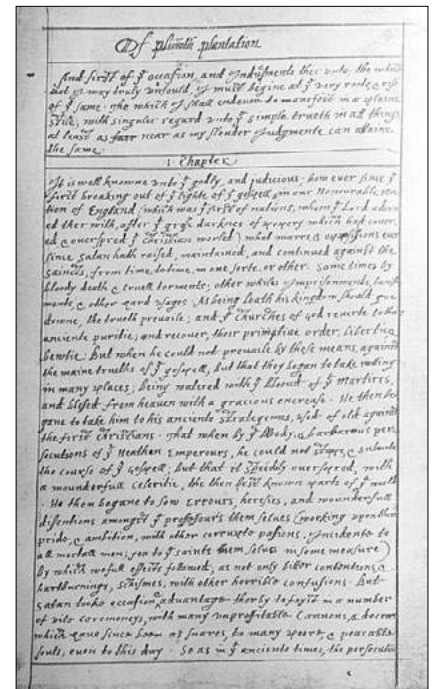 Of plimoth plantation
And first of yͤ occasion, and Indusments ther unto; the which
that I may truly unfould, I must begine at yͤ very roote & rise
of yͤ same. The which I shall endevor to manefest in a plaine
stile; with singuler regard unto yͤ simple trueth in all things,
at least as far near as my slender Judgmente can attaine
the same.
1. Chapter
It is well knowne unto yͤ godly, and judicious; how ever since yͤ
first breaking out of yͤ lighte of yͤ gospell, in our Honourable na-
tion of England (which was yͤ first of nations, whom yͤ Lord adorn-
ed ther with, after yͤ grosse darknes of popery which had cover-
ed & overspred yͤ Christian world) what warrs, & oppossitions ever
since Satan hath raised, maintained, and continued against the
saincts, from time, to time, in one sorte, or other. Some times by
bloody death & cruell torments; other whiles Imprisonments, banish-
ments, & other hard usages. As being loath his kingdom should goe
downe, the trueth prevaile; and yͤ churches of god reverte to their
anciente puritie; and recover, their primative order, libertie, &
bewtie. But when he could not prevaile by these means, against
the maine trueths of yͤ gospell, but that they began to take rooting
in many places; being watered with yͤ bloud of yͤ martires,
and blesed from heaven with a gracious encrease. He then be-
gane to take him to his anciente strategemes, used of old against
the first Christians. That when by yͤ bloody, & barbarous per-
secutions of yͤ Heathen Emperours, he could not stoppe, & subverte
the course of yͤ gospell; but that it speedily overspred, with
a wounderfull celeritie, the then best known parts of yͤ world
He then begane to sow errours, heresies, and wounderfull
disentions amongst yͤ professours them selves (working upon their
pride, & ambition, with other corrupte passions, Incidente to
all mortall men; yea to yͤ saints them selves in some measure)
by which wofull effects followed; as not only bitter contentions, &
hartburnings, schismes, with other horrible confusions. But
Satan tooke occasion & advantage therby to foyst in a number
of vile ceremoneys, with many unprofitable Cannons, & decrees
which have since been as snares, to many poore, & peaceable
souls, even to this day. So as in yͤ anciente times, the persecutio